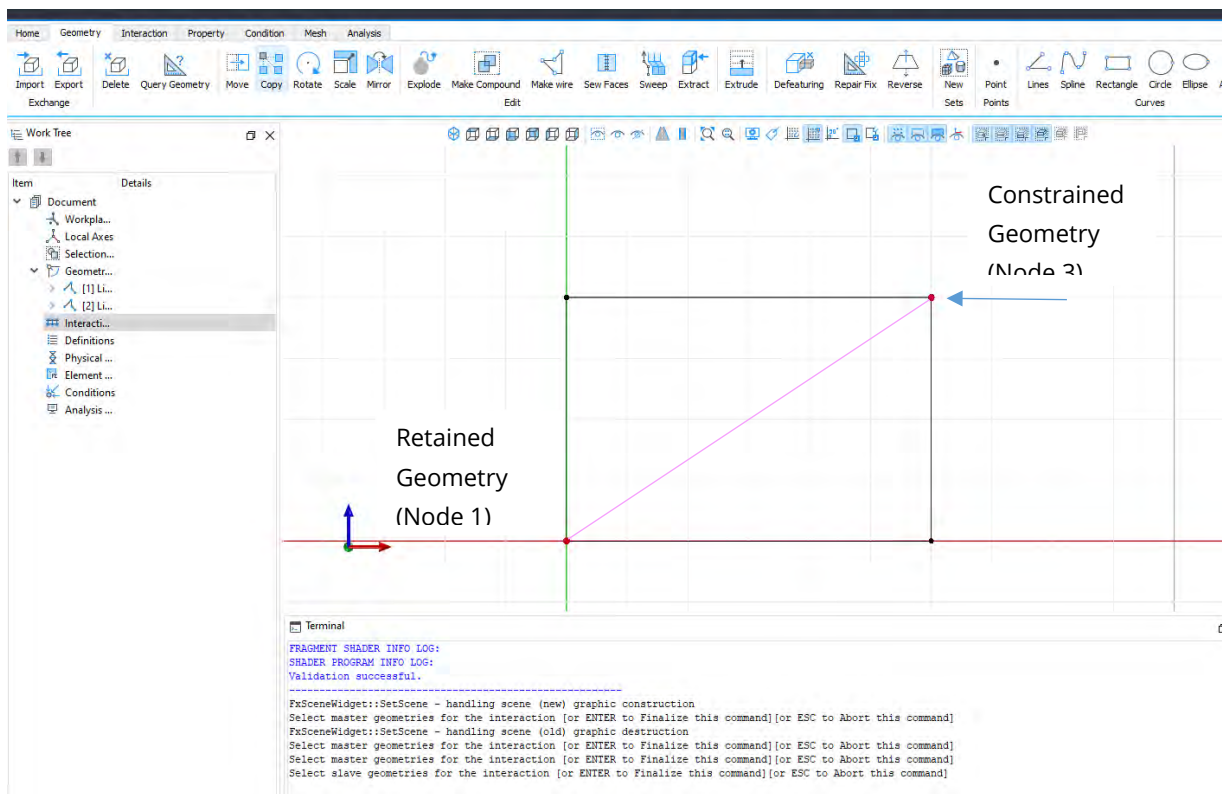 Home Geometry Interaction Property Condition Mesh Analysis
Import Export Delete Query Geometry Move Copy Rotate Scale Mirror Explode Make Compound Make wire Sew Faces Sweep Extract Extrude Defeaturing Repair Fix Reverse New Point Lines Spline Rectangle Circle Ellipse
Exchange Edit Sets Points Curves
Work Tree
Item Details
Document
Workpla...
Local Axes
Selection...
Geometr...
[1] Li...
[2] Li...
Interacti...
Definitions
Physical ...
Element ...
Conditions
Analysis ...
Constrained
Geometry
(Node 3)
Retained
Geometry
(Node 1)
Terminal
FRAGMENT SHADER INFO LOG:
SHADER PROGRAM INFO LOG:
Validation successful.
------------------------------------------------------
FxSceneWidget::SetScene - handling scene (new) graphic construction
Select master geometries for the interaction [or ENTER to Finalize this command][or ESC to Abort this command]
FxSceneWidget::SetScene - handling scene (old) graphic destruction
Select master geometries for the interaction [or ENTER to Finalize this command][or ESC to Abort this command]
Select master geometries for the interaction [or ENTER to Finalize this command][or ESC to Abort this command]
Select slave geometries for the interaction [or ENTER to Finalize this command][or ESC to Abort this command]